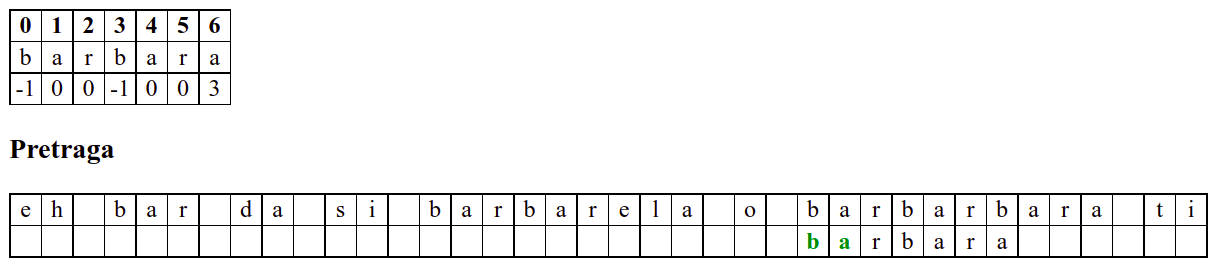 0 1 2 3 4 5 6
b a r b a r a
-1 0 0 -1 0 0 3
Pretraga
e h b a r d a s i b a r b a r e l a o b a r b a r b a r a t i
b a r b a r a